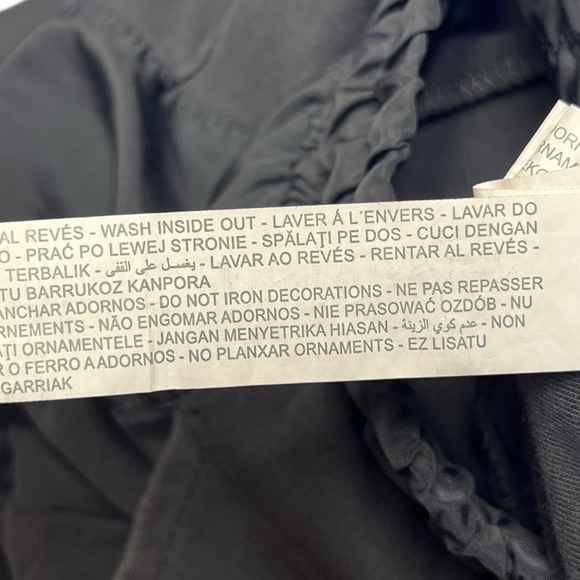 AL REVÉS - WASH INSIDE OUT - LAVER Á L´ENVERS - LAVAR DO
O - PRAĆ PO LEWEJ STRONIE - SPĂLAŢI PE DOS - CUCI DENGAN
TERBALIK - يغسل على القفى - LAVAR AO REVÉS - RENTAR AL REVÉS -
TU BARRUKOZ KANPORA
ANCHAR ADORNOS - DO NOT IRON DECORATIONS - NE PAS REPASSER
RNEMENTS - NÃO ENGOMAR ADORNOS - NIE PRASOWAĆ OZDÓB - NU
AŢI ORNAMENTELE - JANGAN MENYETRIKA HIASAN - عدم كوي الزينة - NON
R O FERRO A ADORNOS - NO PLANXAR ORNAMENTS - EZ LISATU
GARRIAK